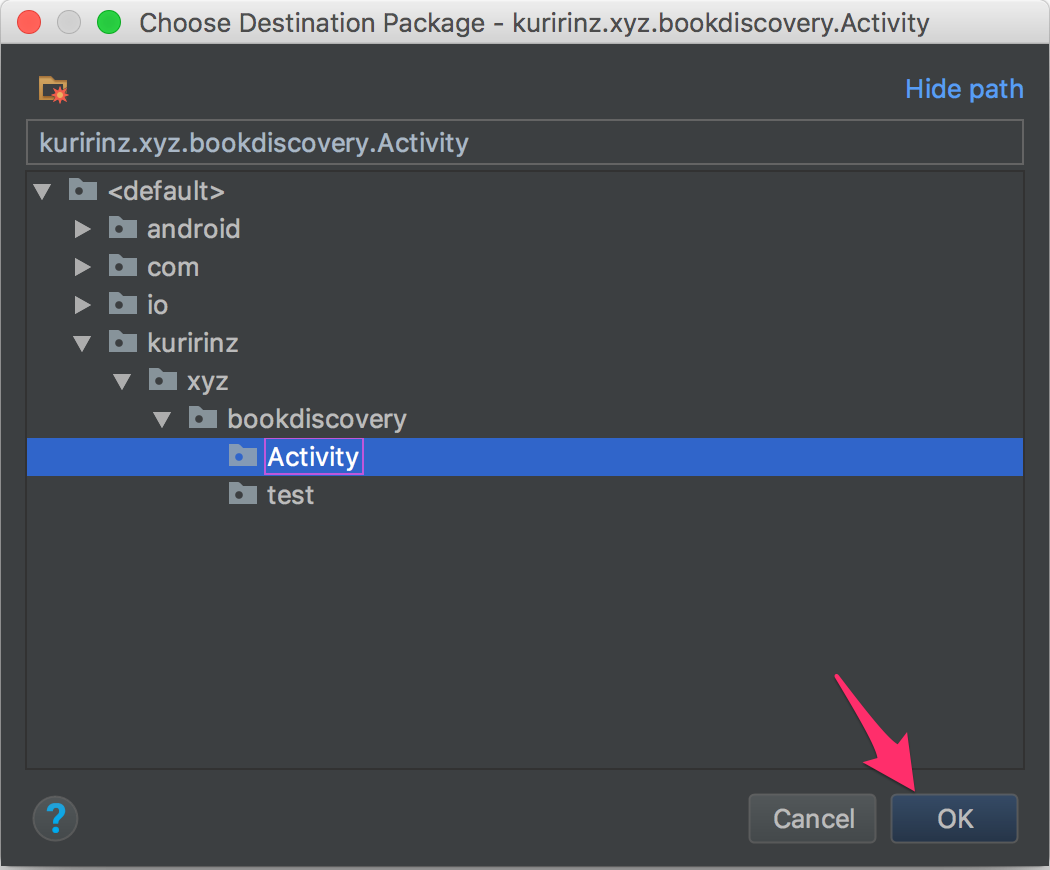 Choose Destination Package - kuririnz.xyz.bookdiscovery.Activity
Hide path
kuririnz.xyz.bookdiscovery.Activity
<default>
android
com
io
kuririnz
xyz
bookdiscovery
Activity
test
?
Cancel
OK